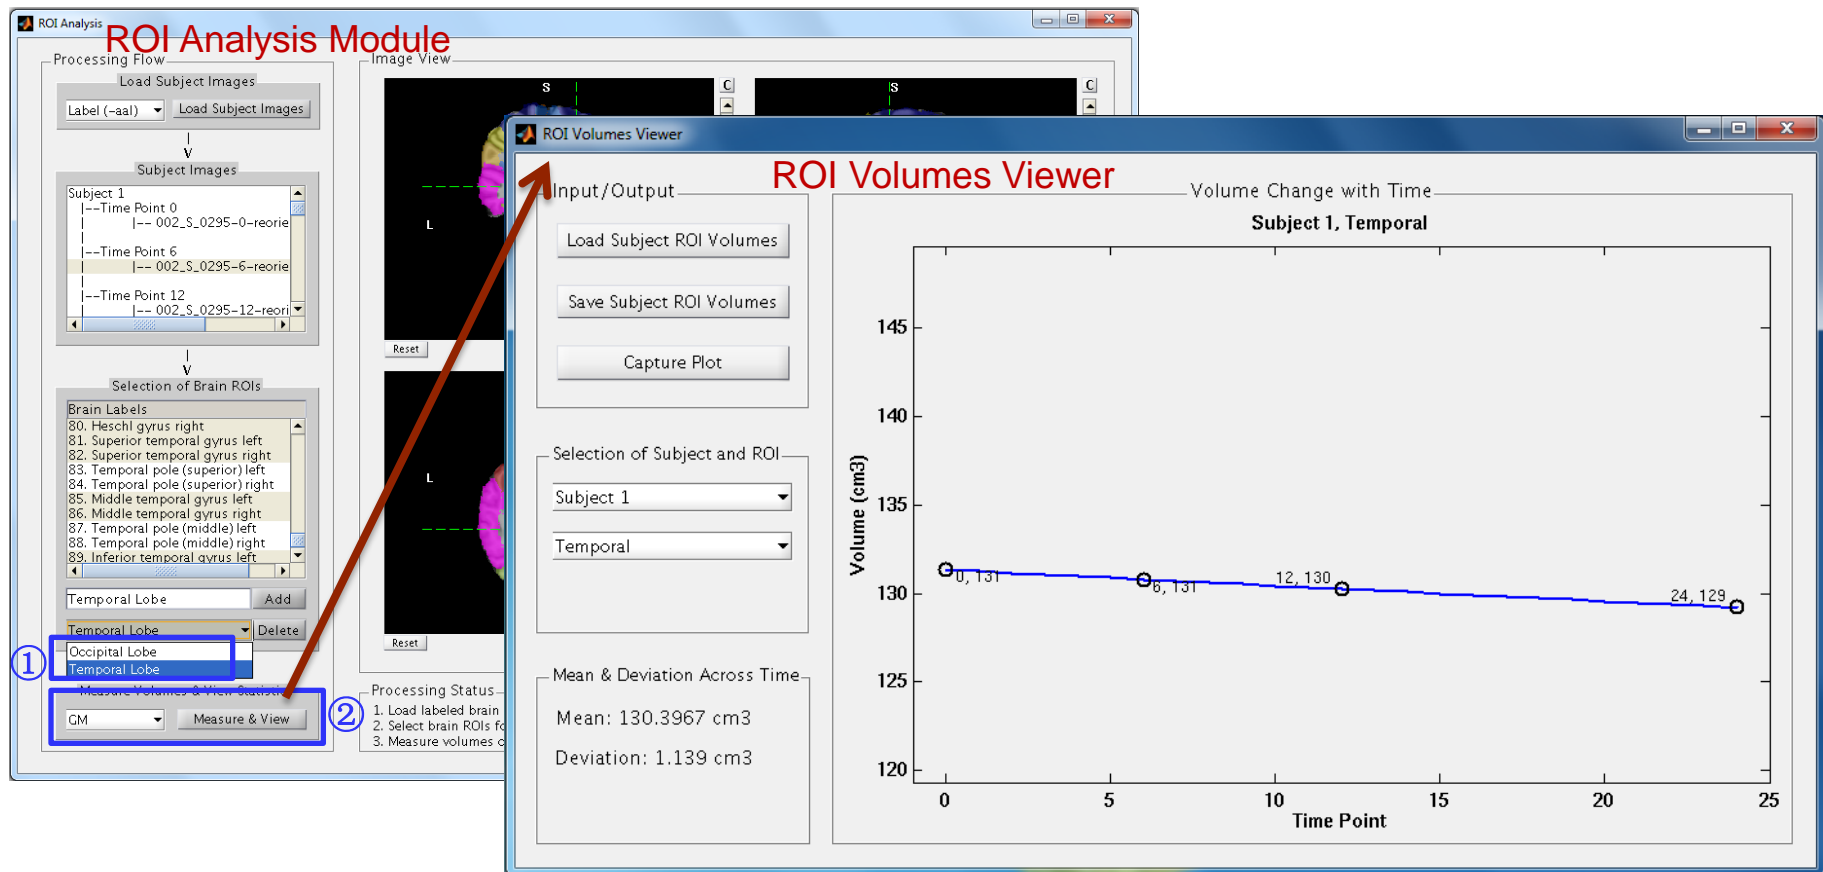 ROI Analysis
ROI Analysis Module
Processing Flow
Load Subject Images
Label (-aal)
Load Subject Images
|
V
Subject Images
Subject 1
|--Time Point 0
| |-- 002_S_0295-0-reorie
|
|--Time Point 6
| |-- 002_S_0295-6-reorie
|
|--Time Point 12
| |-- 002_S_0295-12-reori
|
V
Selection of Brain ROIs
Brain Labels
80. Heschl gyrus right
81. Superior temporal gyrus left
82. Superior temporal gyrus right
83. Temporal pole (superior) left
84. Temporal pole (superior) right
85. Middle temporal gyrus left
86. Middle temporal gyrus right
87. Temporal pole (middle) left
88. Temporal pole (middle) right
89. Inferior temporal gyrus left
Temporal Lobe
Add
Temporal Lobe
Delete
①
Occipital Lobe
Temporal Lobe
Measure Volumes & View Statisti
GM
Measure & View
②
Image View
S
C
S
C
L
Reset
L
Reset
Processing Status
1. Load labeled brain
2. Select brain ROIs fo
3. Measure volumes o
ROI Volumes Viewer
ROI Volumes Viewer
Input/Output
Load Subject ROI Volumes
Save Subject ROI Volumes
Capture Plot
Selection of Subject and ROI
Subject 1
Temporal
Mean & Deviation Across Time
Mean: 130.3967 cm3
Deviation: 1.139 cm3
Volume Change with Time
Subject 1, Temporal
145
140
135
130
125
120
Volume (cm3)
0, 131
6, 131
12, 130
24, 129
0
5
10
15
20
25
Time Point